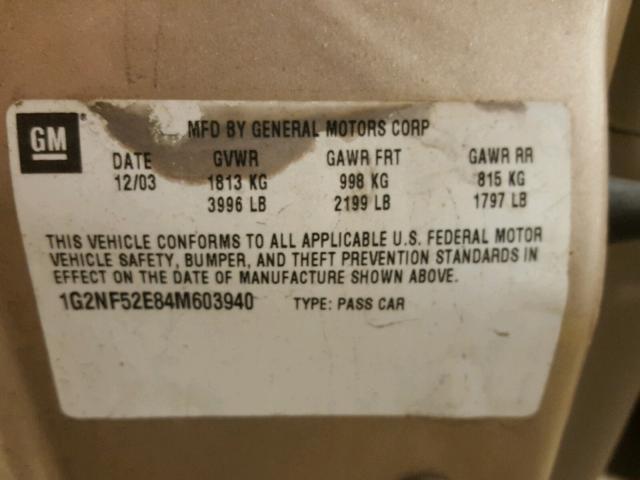 GM
MFD BY GENERAL MOTORS CORP
DATE GVWR GAWR FRT GAWR RR
12/03 1813 KG 998 KG 815 KG
3996 LB 2199 LB 1797 LB
THIS VEHICLE CONFORMS TO ALL APPLICABLE U.S. FEDERAL MOTOR
VEHICLE SAFETY, BUMPER, AND THEFT PREVENTION STANDARDS IN
EFFECT ON THE DATE OF MANUFACTURE SHOWN ABOVE.
1G2NF52E84M603940 TYPE: PASS CAR